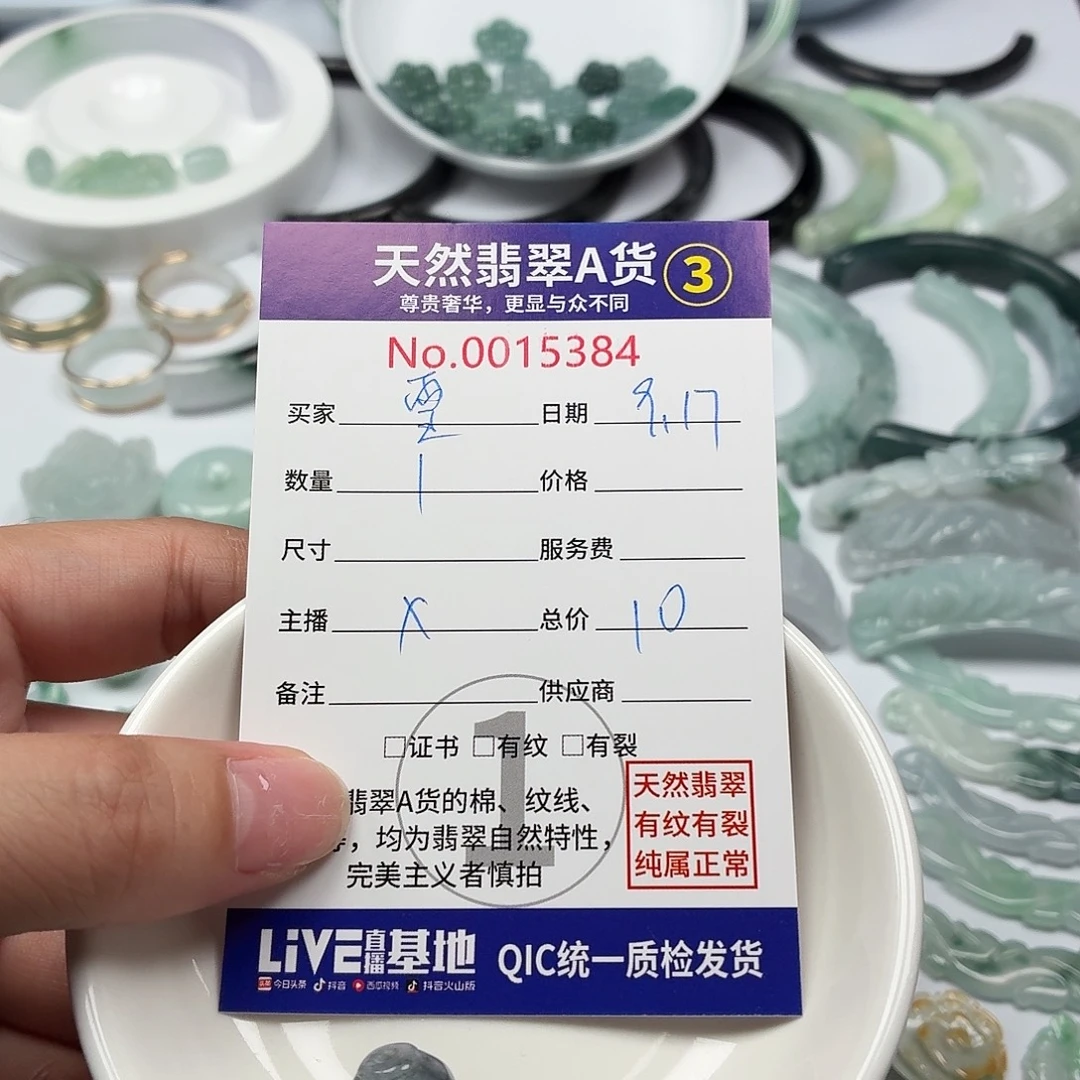 天然翡翠A货 3
尊贵奢华，更显与众不同
No.0015384
买家 日期
数量 1 价格
尺寸 服务费
主播 X 总价 10
备注 供应商
1
□证书 □有纹 □有裂
翡翠A货的棉、纹线、
，均为翡翠自然特性，
完美主义者慎拍
天然翡翠
有纹有裂
纯属正常
LiVE直播基地 QIC统一质检发货
今日头条 抖音 西瓜视频 抖音火山版